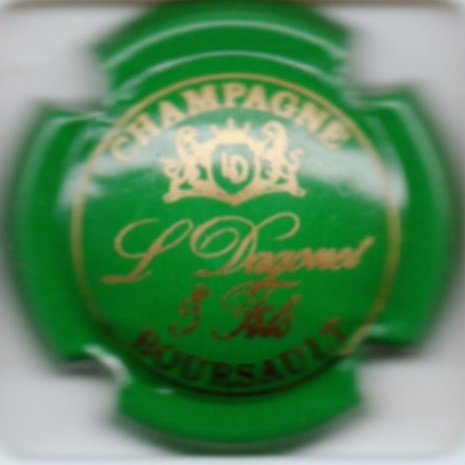 CHAMPAGNE
LD
L Dagonet
& Fils
BOURSAULT